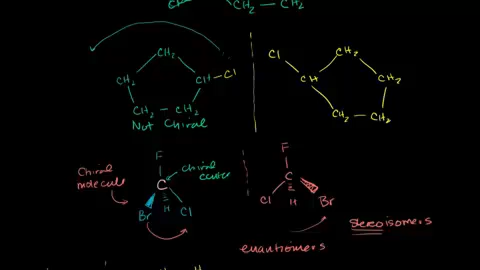 CH₂ — CH₂
CH₂
CH₂
CH—Cl
CH₂ — CH₂
Not Chiral
Cl
CH₂
CH
CH₂
CH₂ — CH₂
Chiral molecule
F
C
H
Br
Cl
chiral center
F
C
Cl
H
Br
stereoisomers
enantiomers